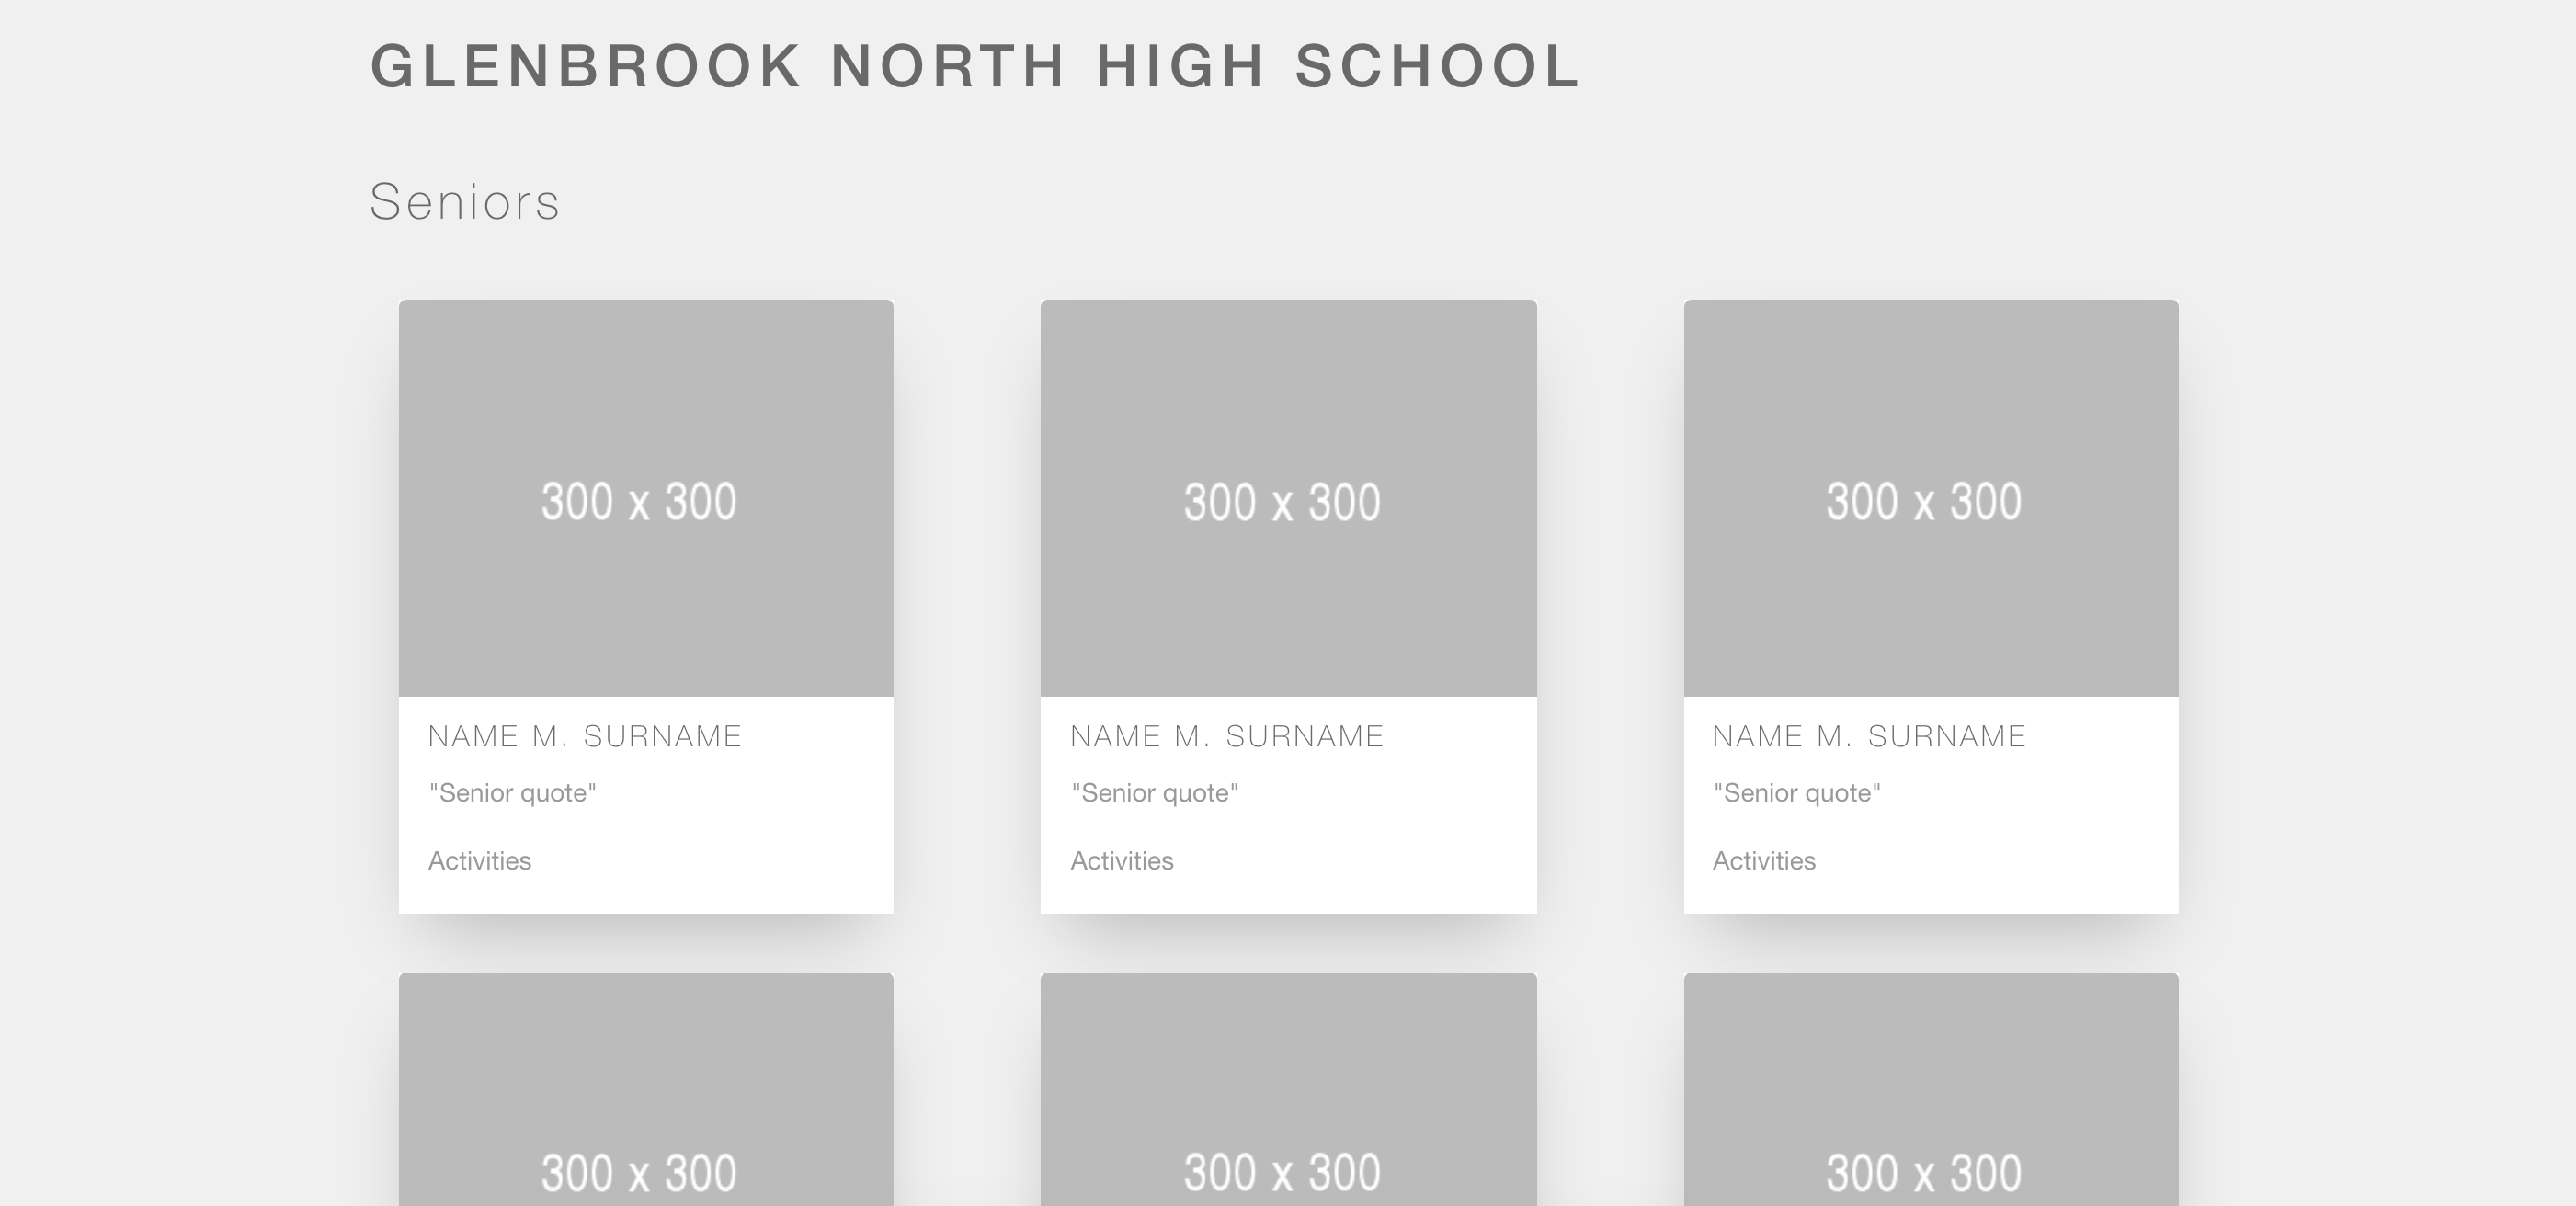 GLENBROOK NORTH HIGH SCHOOL
Seniors
300 x 300
300 x 300
300 x 300
NAME M. SURNAME
NAME M. SURNAME
NAME M. SURNAME
"Senior quote"
"Senior quote"
"Senior quote"
Activities
Activities
Activities
300 x 300
300 x 300
300 x 300